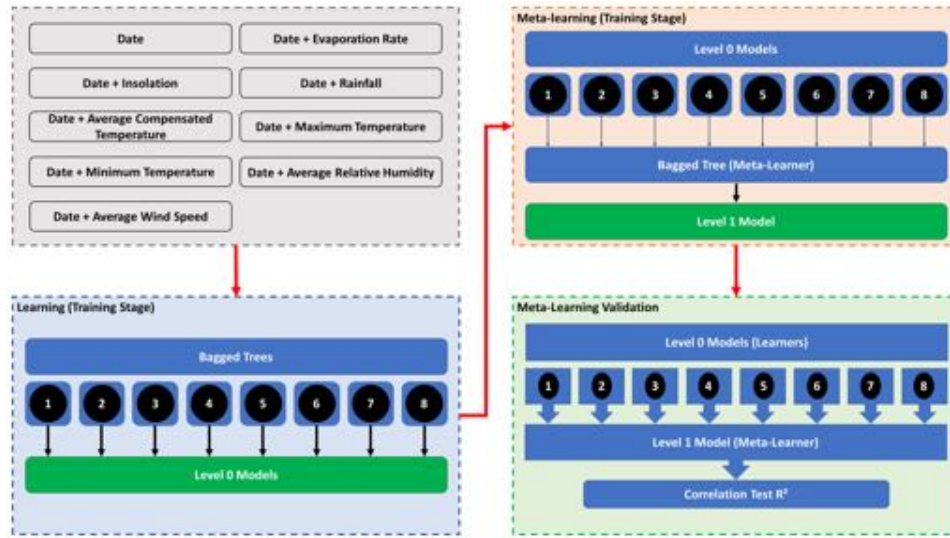 Date
Date + Evaporation Rate
Date + Insolation
Date + Rainfall
Date + Average Compensated
Temperature
Date + Maximum Temperature
Date + Minimum Temperature
Date + Average Relative Humidity
Date + Average Wind Speed
Learning (Training Stage)
Bagged Trees
1 2 3 4 5 6 7 8
Level 0 Models
Meta-learning (Training Stage)
Level 0 Models
1 2 3 4 5 6 7 8
Bagged Tree (Meta-Learner)
Level 1 Model
Meta-Learning Validation
Level 0 Models (Learners)
1 2 3 4 5 6 7 8
Level 1 Model (Meta-Learner)
Correlation Test R²